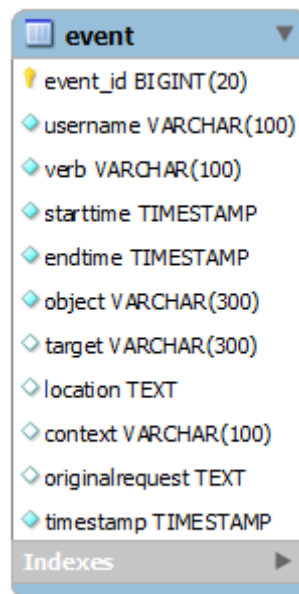 event
event_id BIGINT(20)
username VARCHAR(100)
verb VARCHAR(100)
starttime TIMESTAMP
endtime TIMESTAMP
object VARCHAR(300)
target VARCHAR(300)
location TEXT
context VARCHAR(100)
originalrequest TEXT
timestamp TIMESTAMP
Indexes